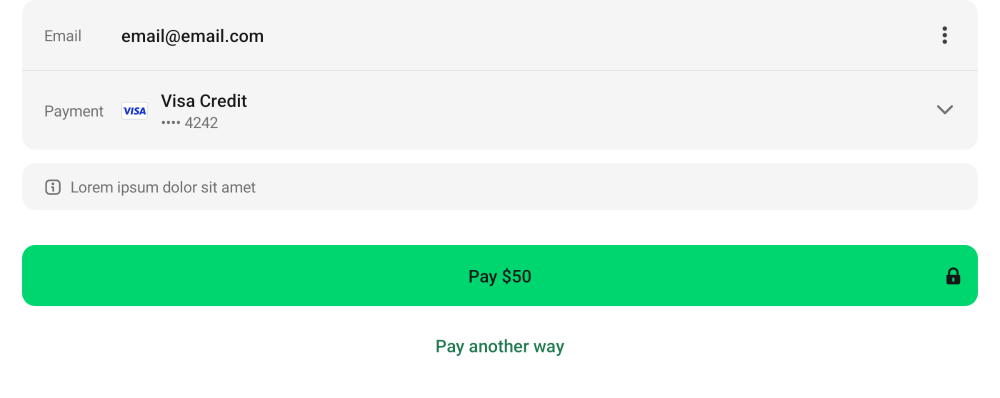 Email email@email.com
Payment VISA Visa Credit
•••• 4242
Lorem ipsum dolor sit amet
Pay $50
Pay another way